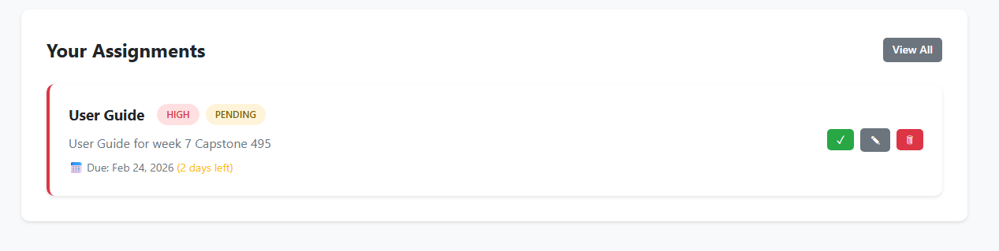 Your Assignments
View All
User Guide HIGH PENDING
User Guide for week 7 Capstone 495
Due: Feb 24, 2026 (2 days left)